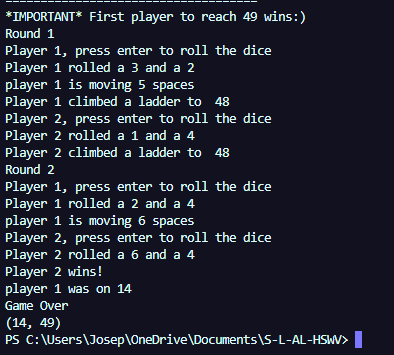 ------------------------------------
*IMPORTANT* First player to reach 49 wins:)
Round 1
Player 1, press enter to roll the dice
Player 1 rolled a 3 and a 2
player 1 is moving 5 spaces
Player 1 climbed a ladder to  48
Player 2, press enter to roll the dice
Player 2 rolled a 1 and a 4
Player 2 climbed a ladder to  48
Round 2
Player 1, press enter to roll the dice
Player 1 rolled a 2 and a 4
player 1 is moving 6 spaces
Player 2, press enter to roll the dice
Player 2 rolled a 6 and a 4
Player 2 wins!
player 1 was on 14
Game Over
(14, 49)
PS C:\Users\Josep\OneDrive\Documents\S-L-AL-HSWV>